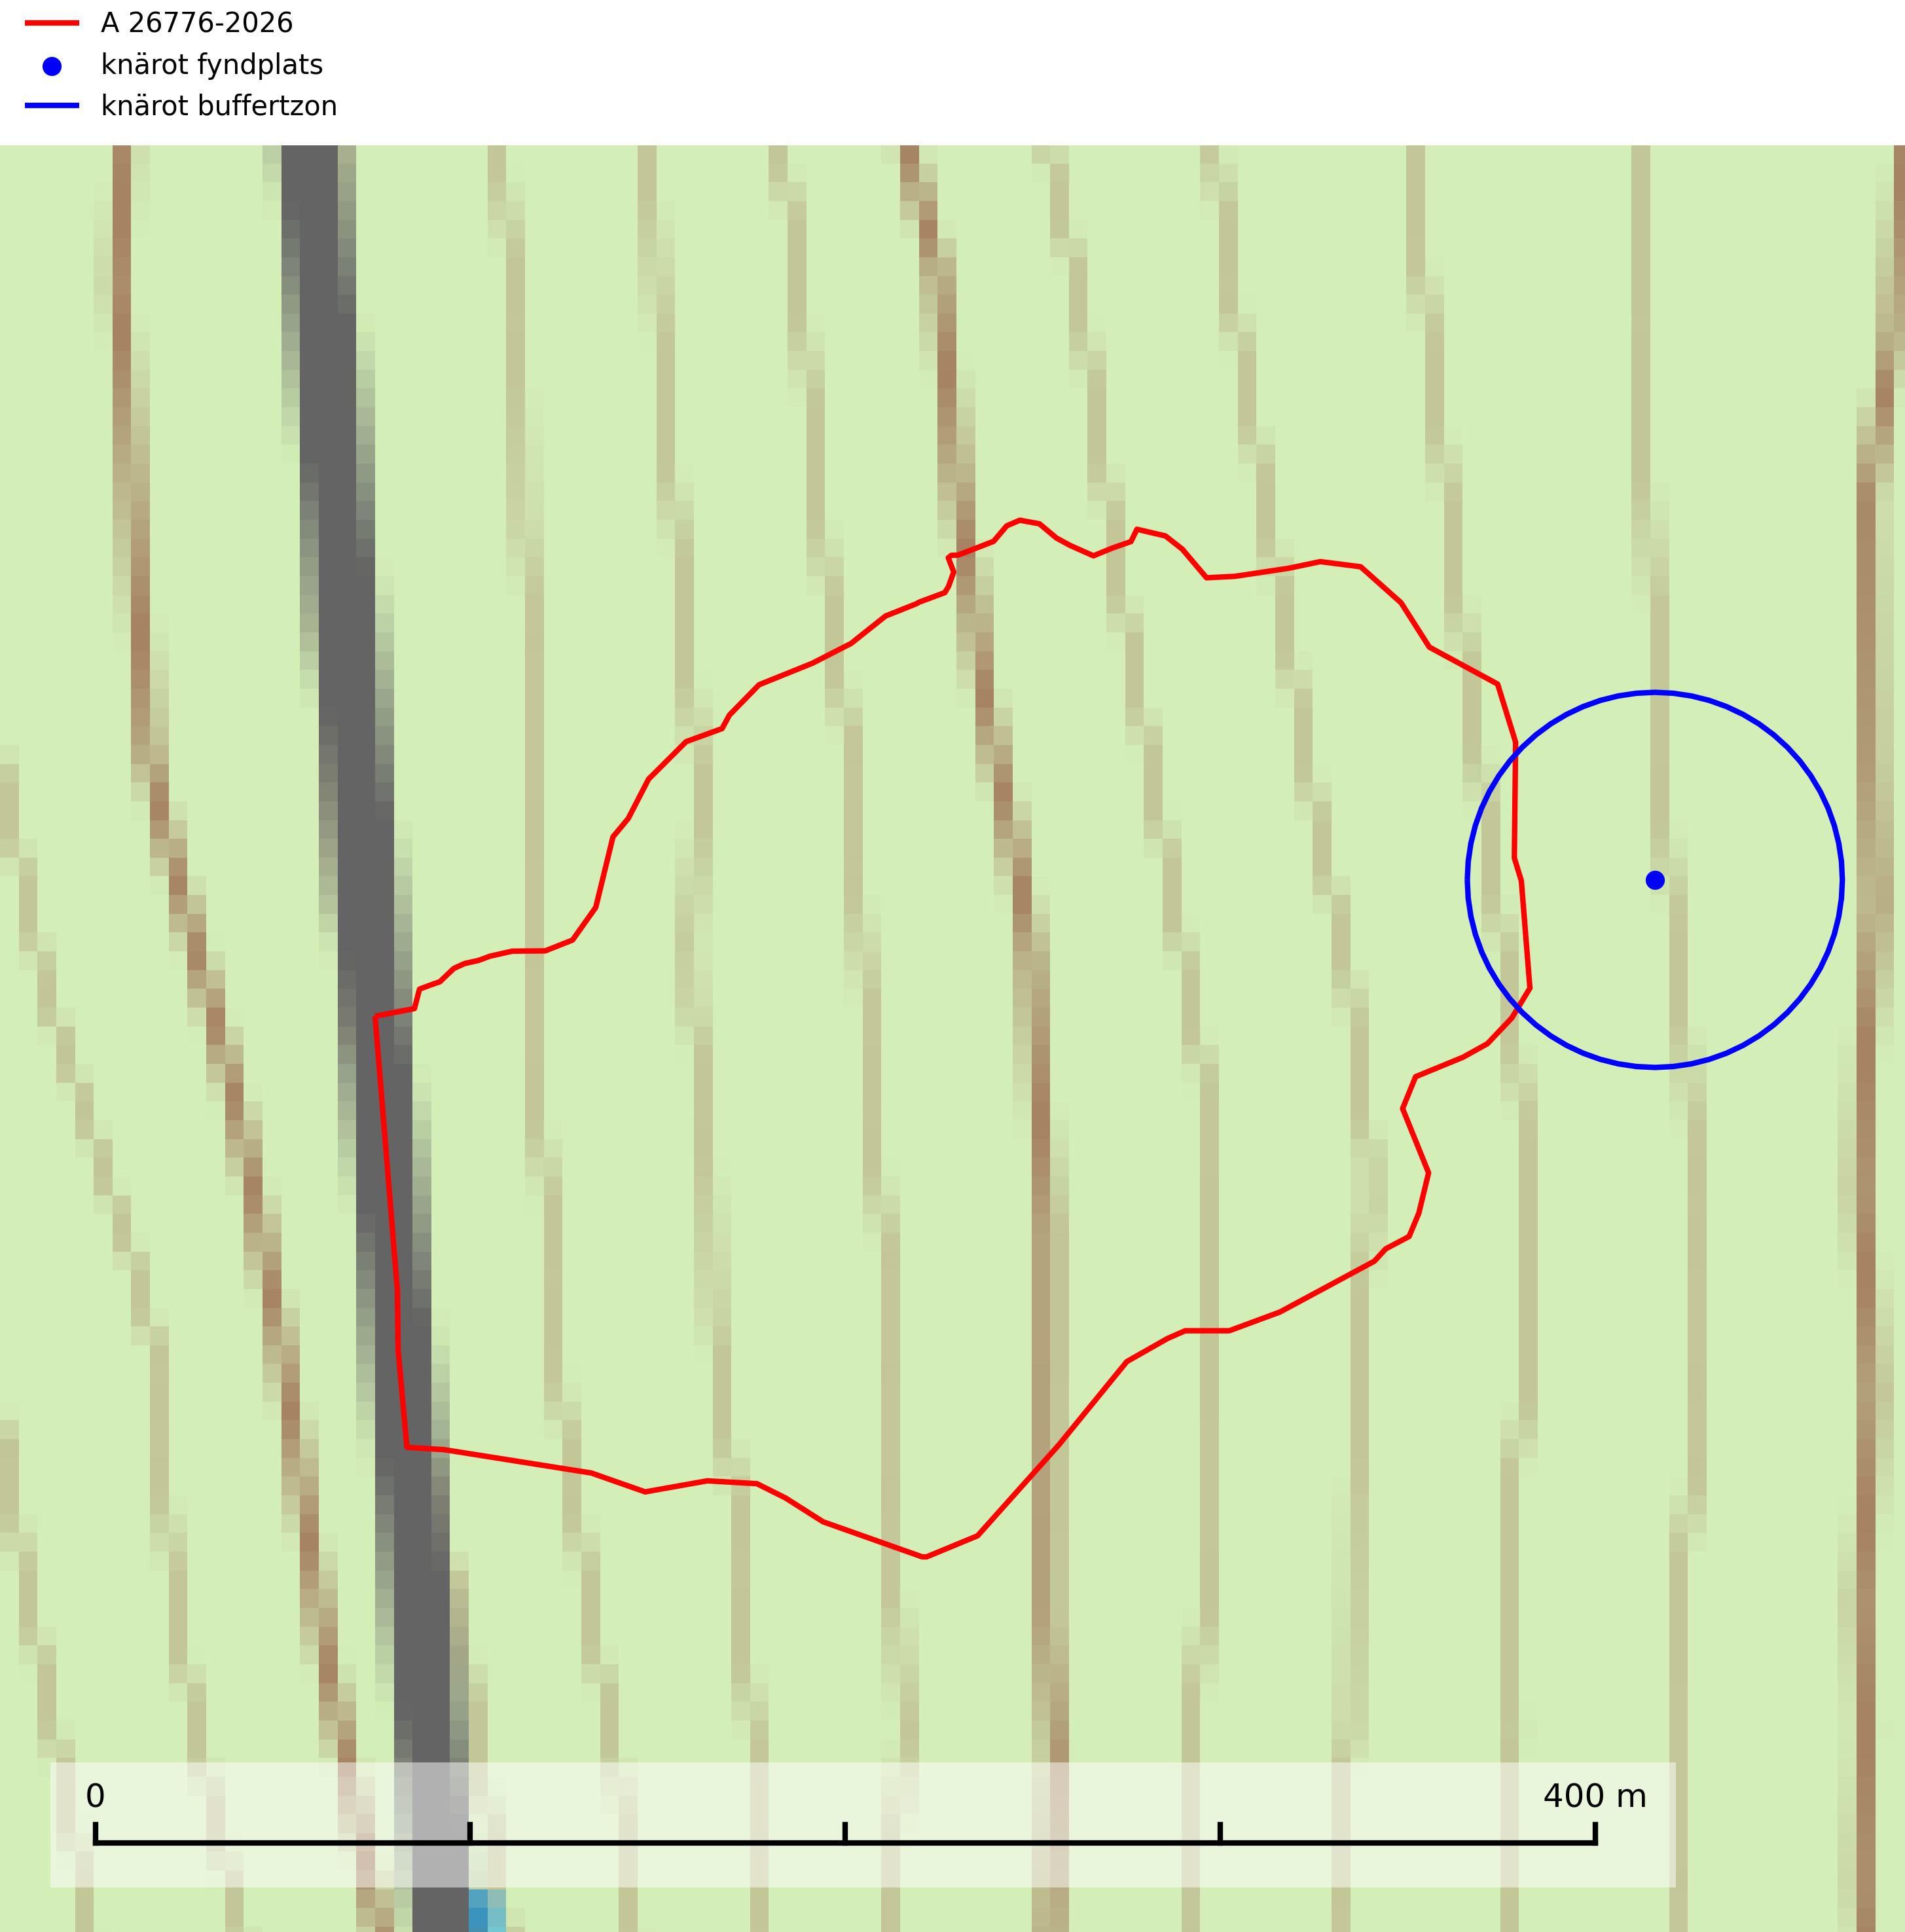 A 26776-2026
knärot fyndplats
knärot buffertzon
0
400 m